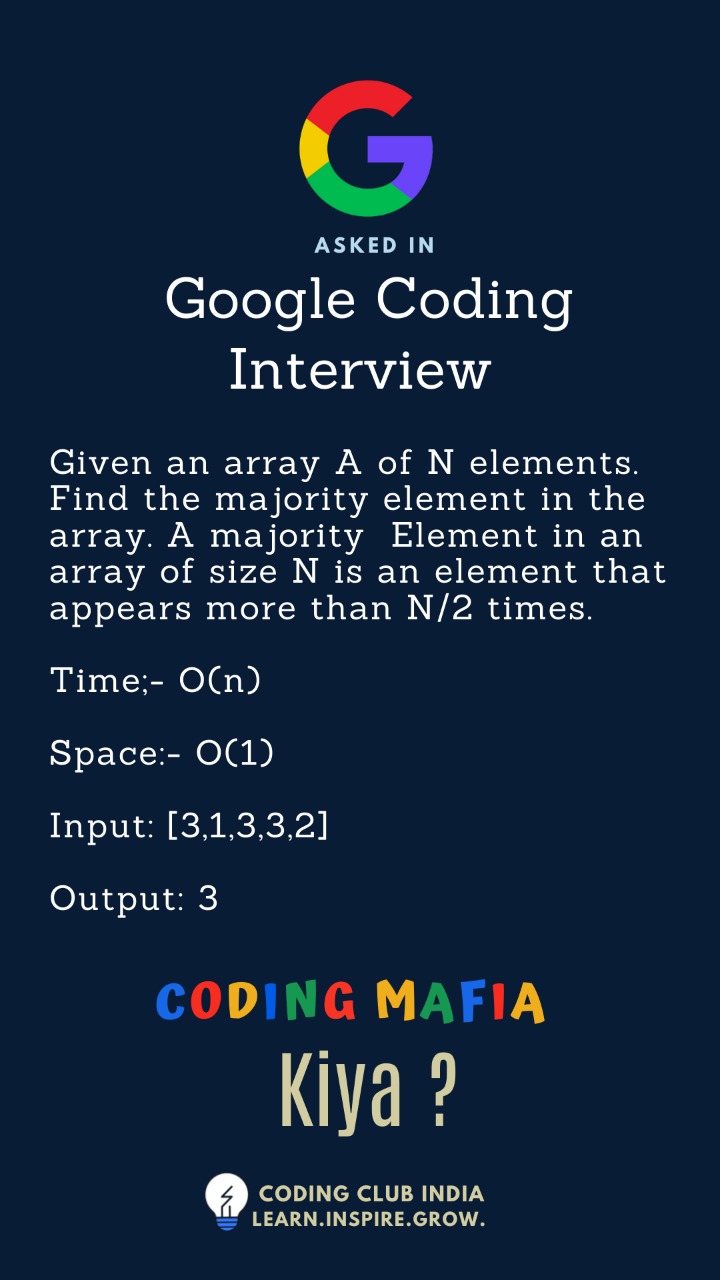 ASKED IN
Google Coding
Interview
Given an array A of N elements.
Find the majority element in the
array. A majority  Element in an
array of size N is an element that
appears more than N/2 times.
Time;- O(n)
Space:- O(1)
Input: [3,1,3,3,2]
Output: 3
CODING MAFIA
Kiya ?
CODING CLUB INDIA
LEARN.INSPIRE.GROW.